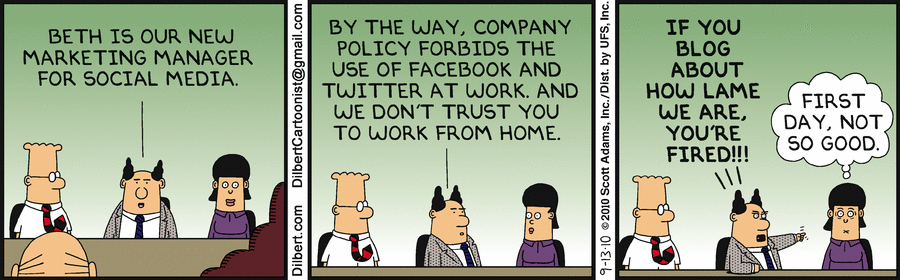 BETH IS OUR NEW
MARKETING MANAGER
FOR SOCIAL MEDIA.
Dilbert.com DilbertCartoonist@gmail.com
BY THE WAY, COMPANY
POLICY FORBIDS THE
USE OF FACEBOOK AND
TWITTER AT WORK. AND
WE DON'T TRUST YOU
TO WORK FROM HOME.
9-13-10 © 2010 Scott Adams, Inc./Dist. by UFS, Inc.
IF YOU
BLOG
ABOUT
HOW LAME
WE ARE,
YOU'RE
FIRED!!!
FIRST
DAY, NOT
SO GOOD.